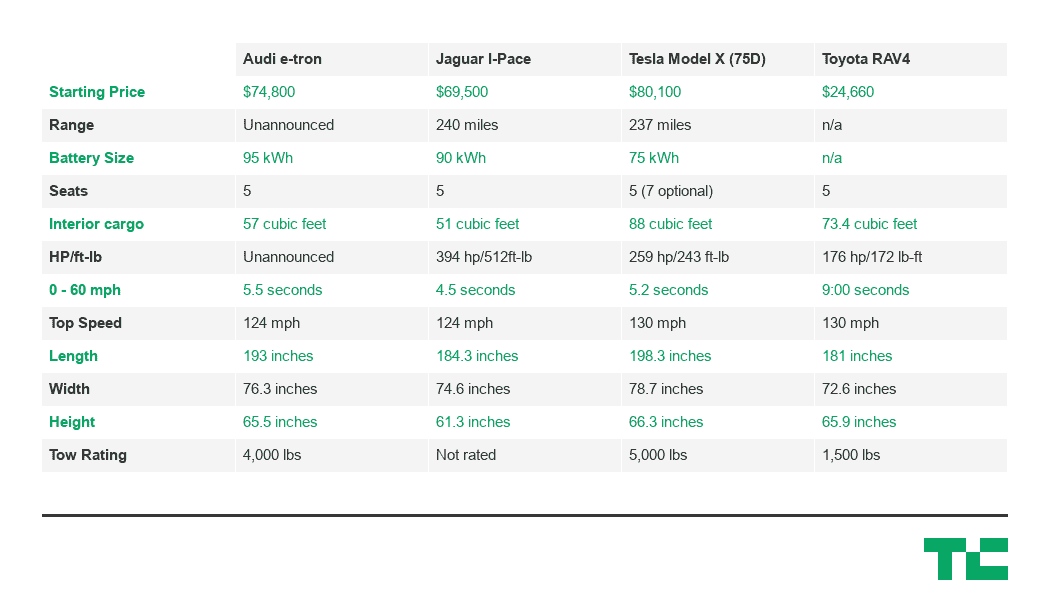 Audi e-tron Jaguar I-Pace Tesla Model X (75D) Toyota RAV4
Starting Price $74,800 $69,500 $80,100 $24,660
Range Unannounced 240 miles 237 miles n/a
Battery Size 95 kWh 90 kWh 75 kWh n/a
Seats 5 5 5 (7 optional) 5
Interior cargo 57 cubic feet 51 cubic feet 88 cubic feet 73.4 cubic feet
HP/ft-lb Unannounced 394 hp/512ft-lb 259 hp/243 ft-lb 176 hp/172 lb-ft
0 - 60 mph 5.5 seconds 4.5 seconds 5.2 seconds 9:00 seconds
Top Speed 124 mph 124 mph 130 mph 130 mph
Length 193 inches 184.3 inches 198.3 inches 181 inches
Width 76.3 inches 74.6 inches 78.7 inches 72.6 inches
Height 65.5 inches 61.3 inches 66.3 inches 65.9 inches
Tow Rating 4,000 lbs Not rated 5,000 lbs 1,500 lbs
TC